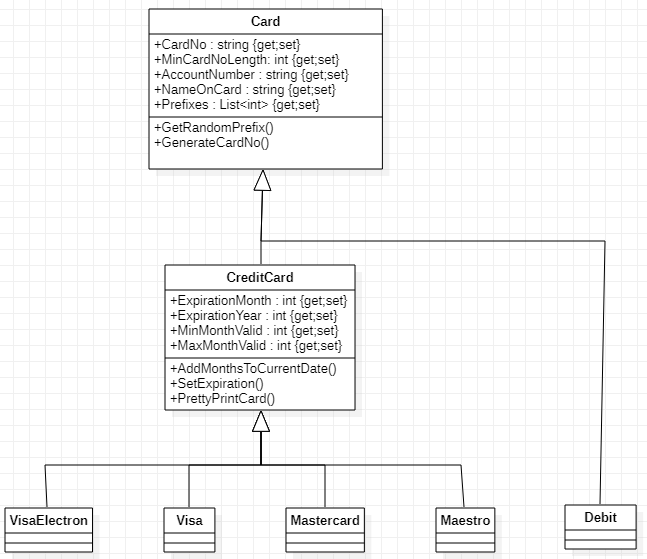 Card
+CardNo : string {get;set}
+MinCardNoLength: int {get;set}
+AccountNumber : string {get;set}
+NameOnCard : string {get;set}
+Prefixes : List<int> {get;set}
+GetRandomPrefix()
+GenerateCardNo()
CreditCard
+ExpirationMonth : int {get;set}
+ExpirationYear : int {get;set}
+MinMonthValid : int {get;set}
+MaxMonthValid : int {get;set}
+AddMonthsToCurrentDate()
+SetExpiration()
+PrettyPrintCard()
VisaElectron
Visa
Mastercard
Maestro
Debit